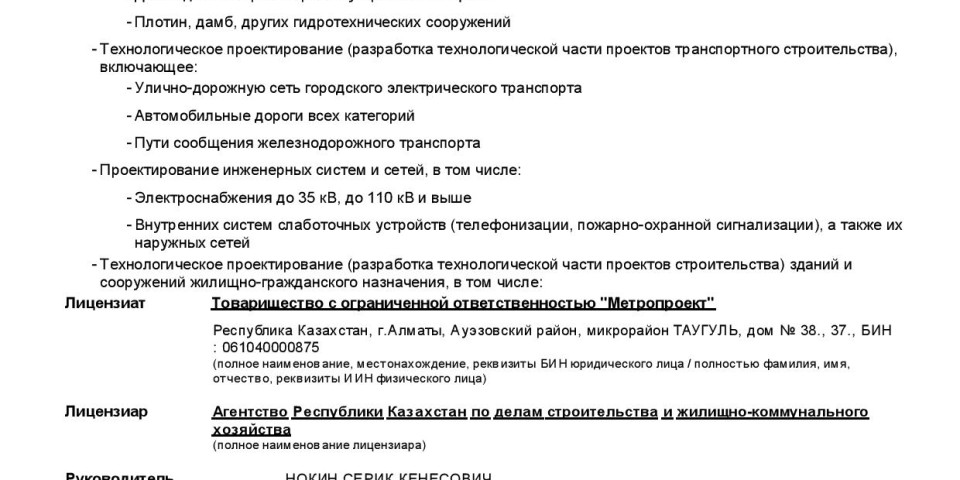 - Плотин, дамб, других гидротехнических сооружений
- Технологическое проектирование (разработка технологической части проектов транспортного строительства),
включающее:
- Улично-дорожную сеть городского электрического транспорта
- Автомобильные дороги всех категорий
- Пути сообщения железнодорожного транспорта
- Проектирование инженерных систем и сетей, в том числе:
- Электроснабжения до 35 кВ, до 110 кВ и выше
- Внутренних систем слаботочных устройств (телефонизации, пожарно-охранной сигнализации), а также их
наружных сетей
- Технологическое проектирование (разработка технологической части проектов строительства) зданий и
сооружений жилищно-гражданского назначения, в том числе:
Лицензиат Товарищество с ограниченной ответственностью "Метропроект"
Республика Казахстан, г.Алматы, Ауэзовский район, микрорайон ТАУГУЛЬ, дом № 38., 37., БИН
: 061040000875
(полное наименование, местонахождение, реквизиты БИН юридического лица / полностью фамилия, имя,
отчество, реквизиты ИИН физического лица)
Лицензиар Агентство Республики Казахстан по делам строительства и жилищно-коммунального
хозяйства
(полное наименование лицензиара)
Руководитель НОКИН СЕРИК КЕНЕСОВИЧ